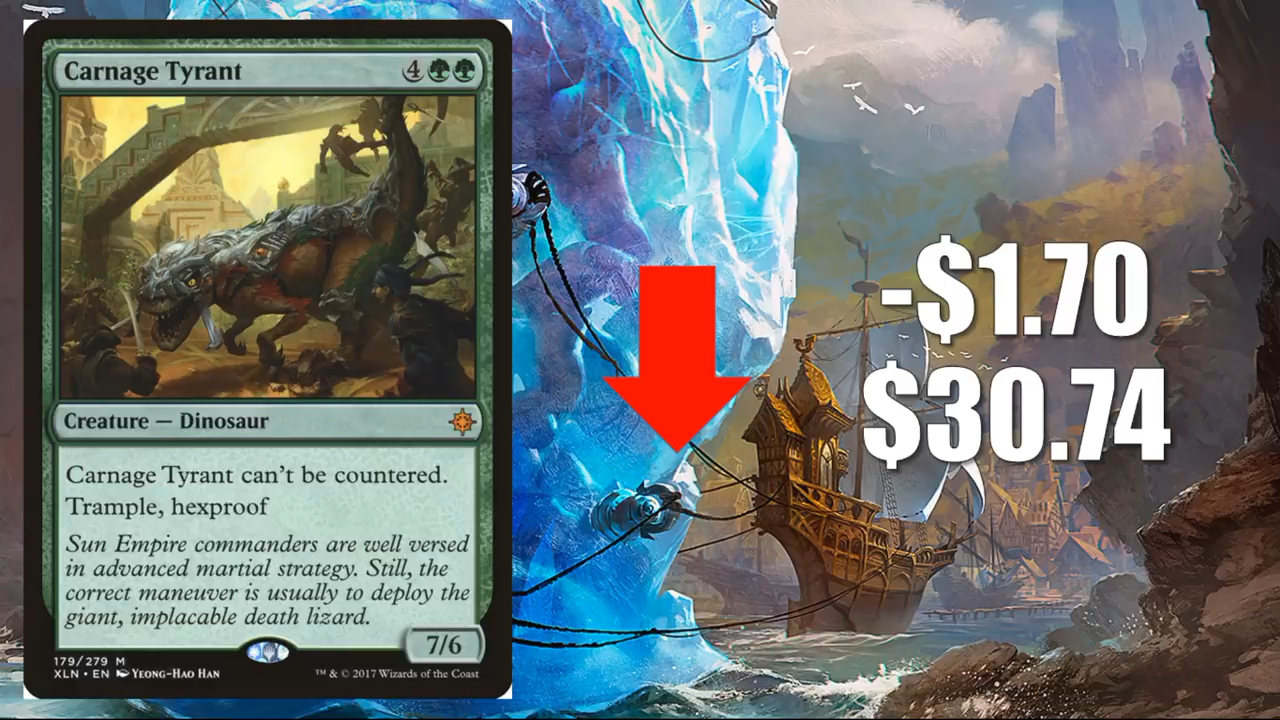 Carnage Tyrant 4
Creature — Dinosaur
Carnage Tyrant can't be countered.
Trample, hexproof
Sun Empire commanders are well versed
in advanced martial strategy. Still, the
correct maneuver is usually to deploy the
giant, implacable death lizard.
7/6
179/279 M
XLN • EN Yeong-Hao Han
™ & © 2017 Wizards of the Coast
-$1.70
$30.74